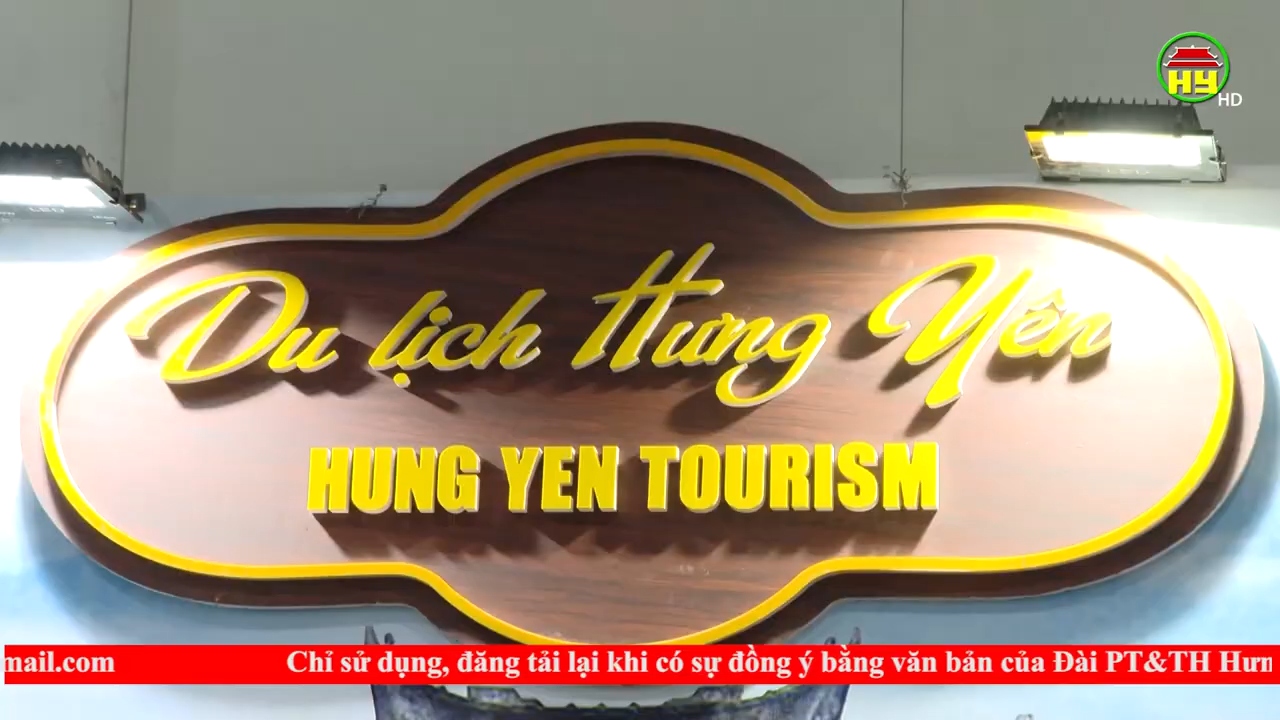 HY
HD
Du lịch Hưng Yên
HUNG YEN TOURISM
mail.com Chỉ sử dụng, đăng tải lại khi có sự đồng ý bằng văn bản của Đài PT&TH Hưn